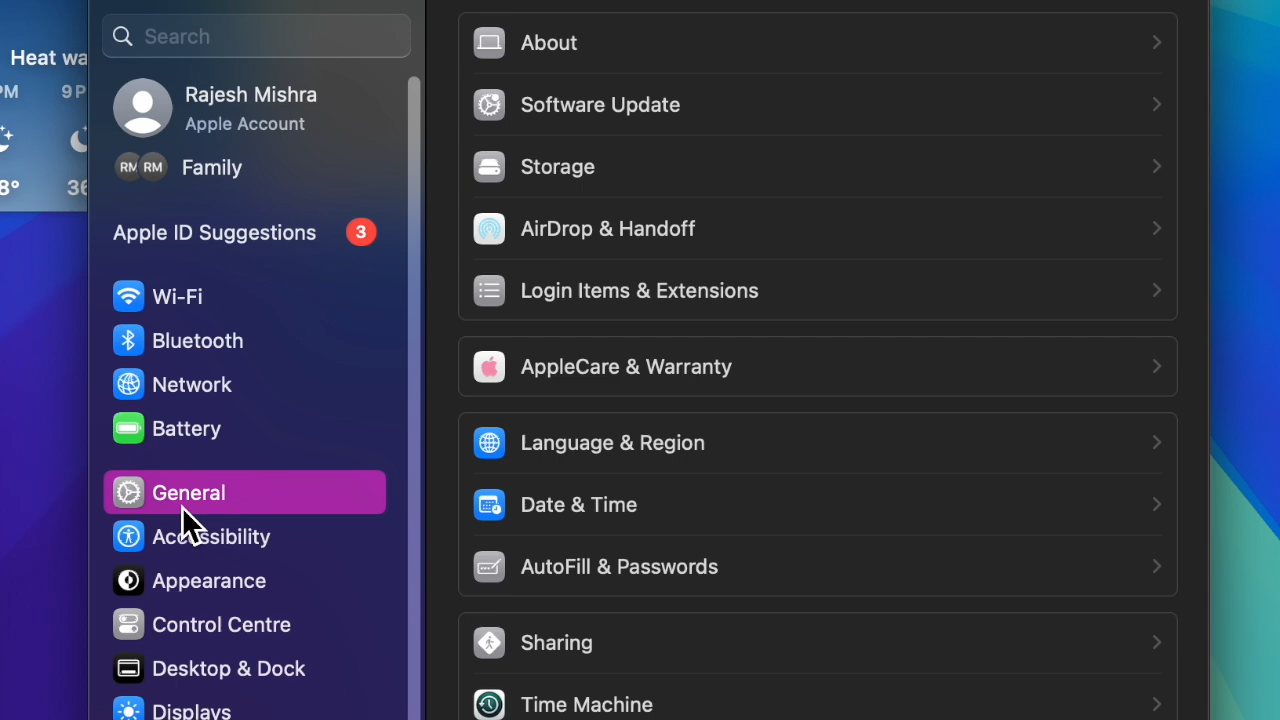 Heat wa
PM 9P
8° 36
Search
Rajesh Mishra
Apple Account
RM RM Family
Apple ID Suggestions 3
Wi-Fi
Bluetooth
Network
Battery
General
Accessibility
Appearance
Control Centre
Desktop & Dock
Displays
About
Software Update
Storage
AirDrop & Handoff
Login Items & Extensions
AppleCare & Warranty
Language & Region
Date & Time
AutoFill & Passwords
Sharing
Time Machine